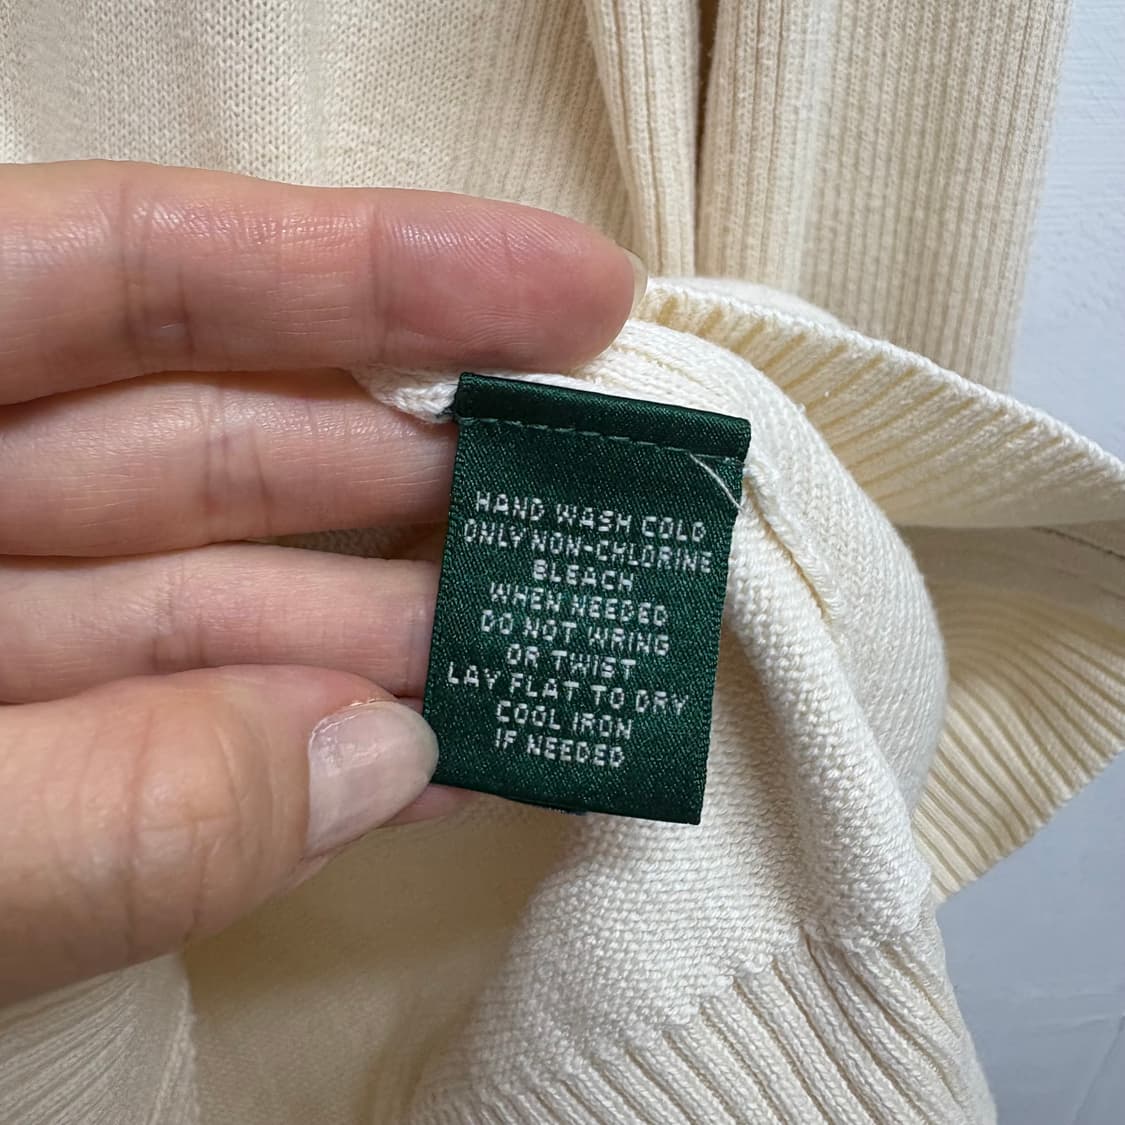 HAND WASH COLD
ONLY NON-CHLORINE
BLEACH
WHEN NEEDED
DO NOT WRING
OR TWIST
LAY FLAT TO DRY
COOL IRON
IF NEEDED